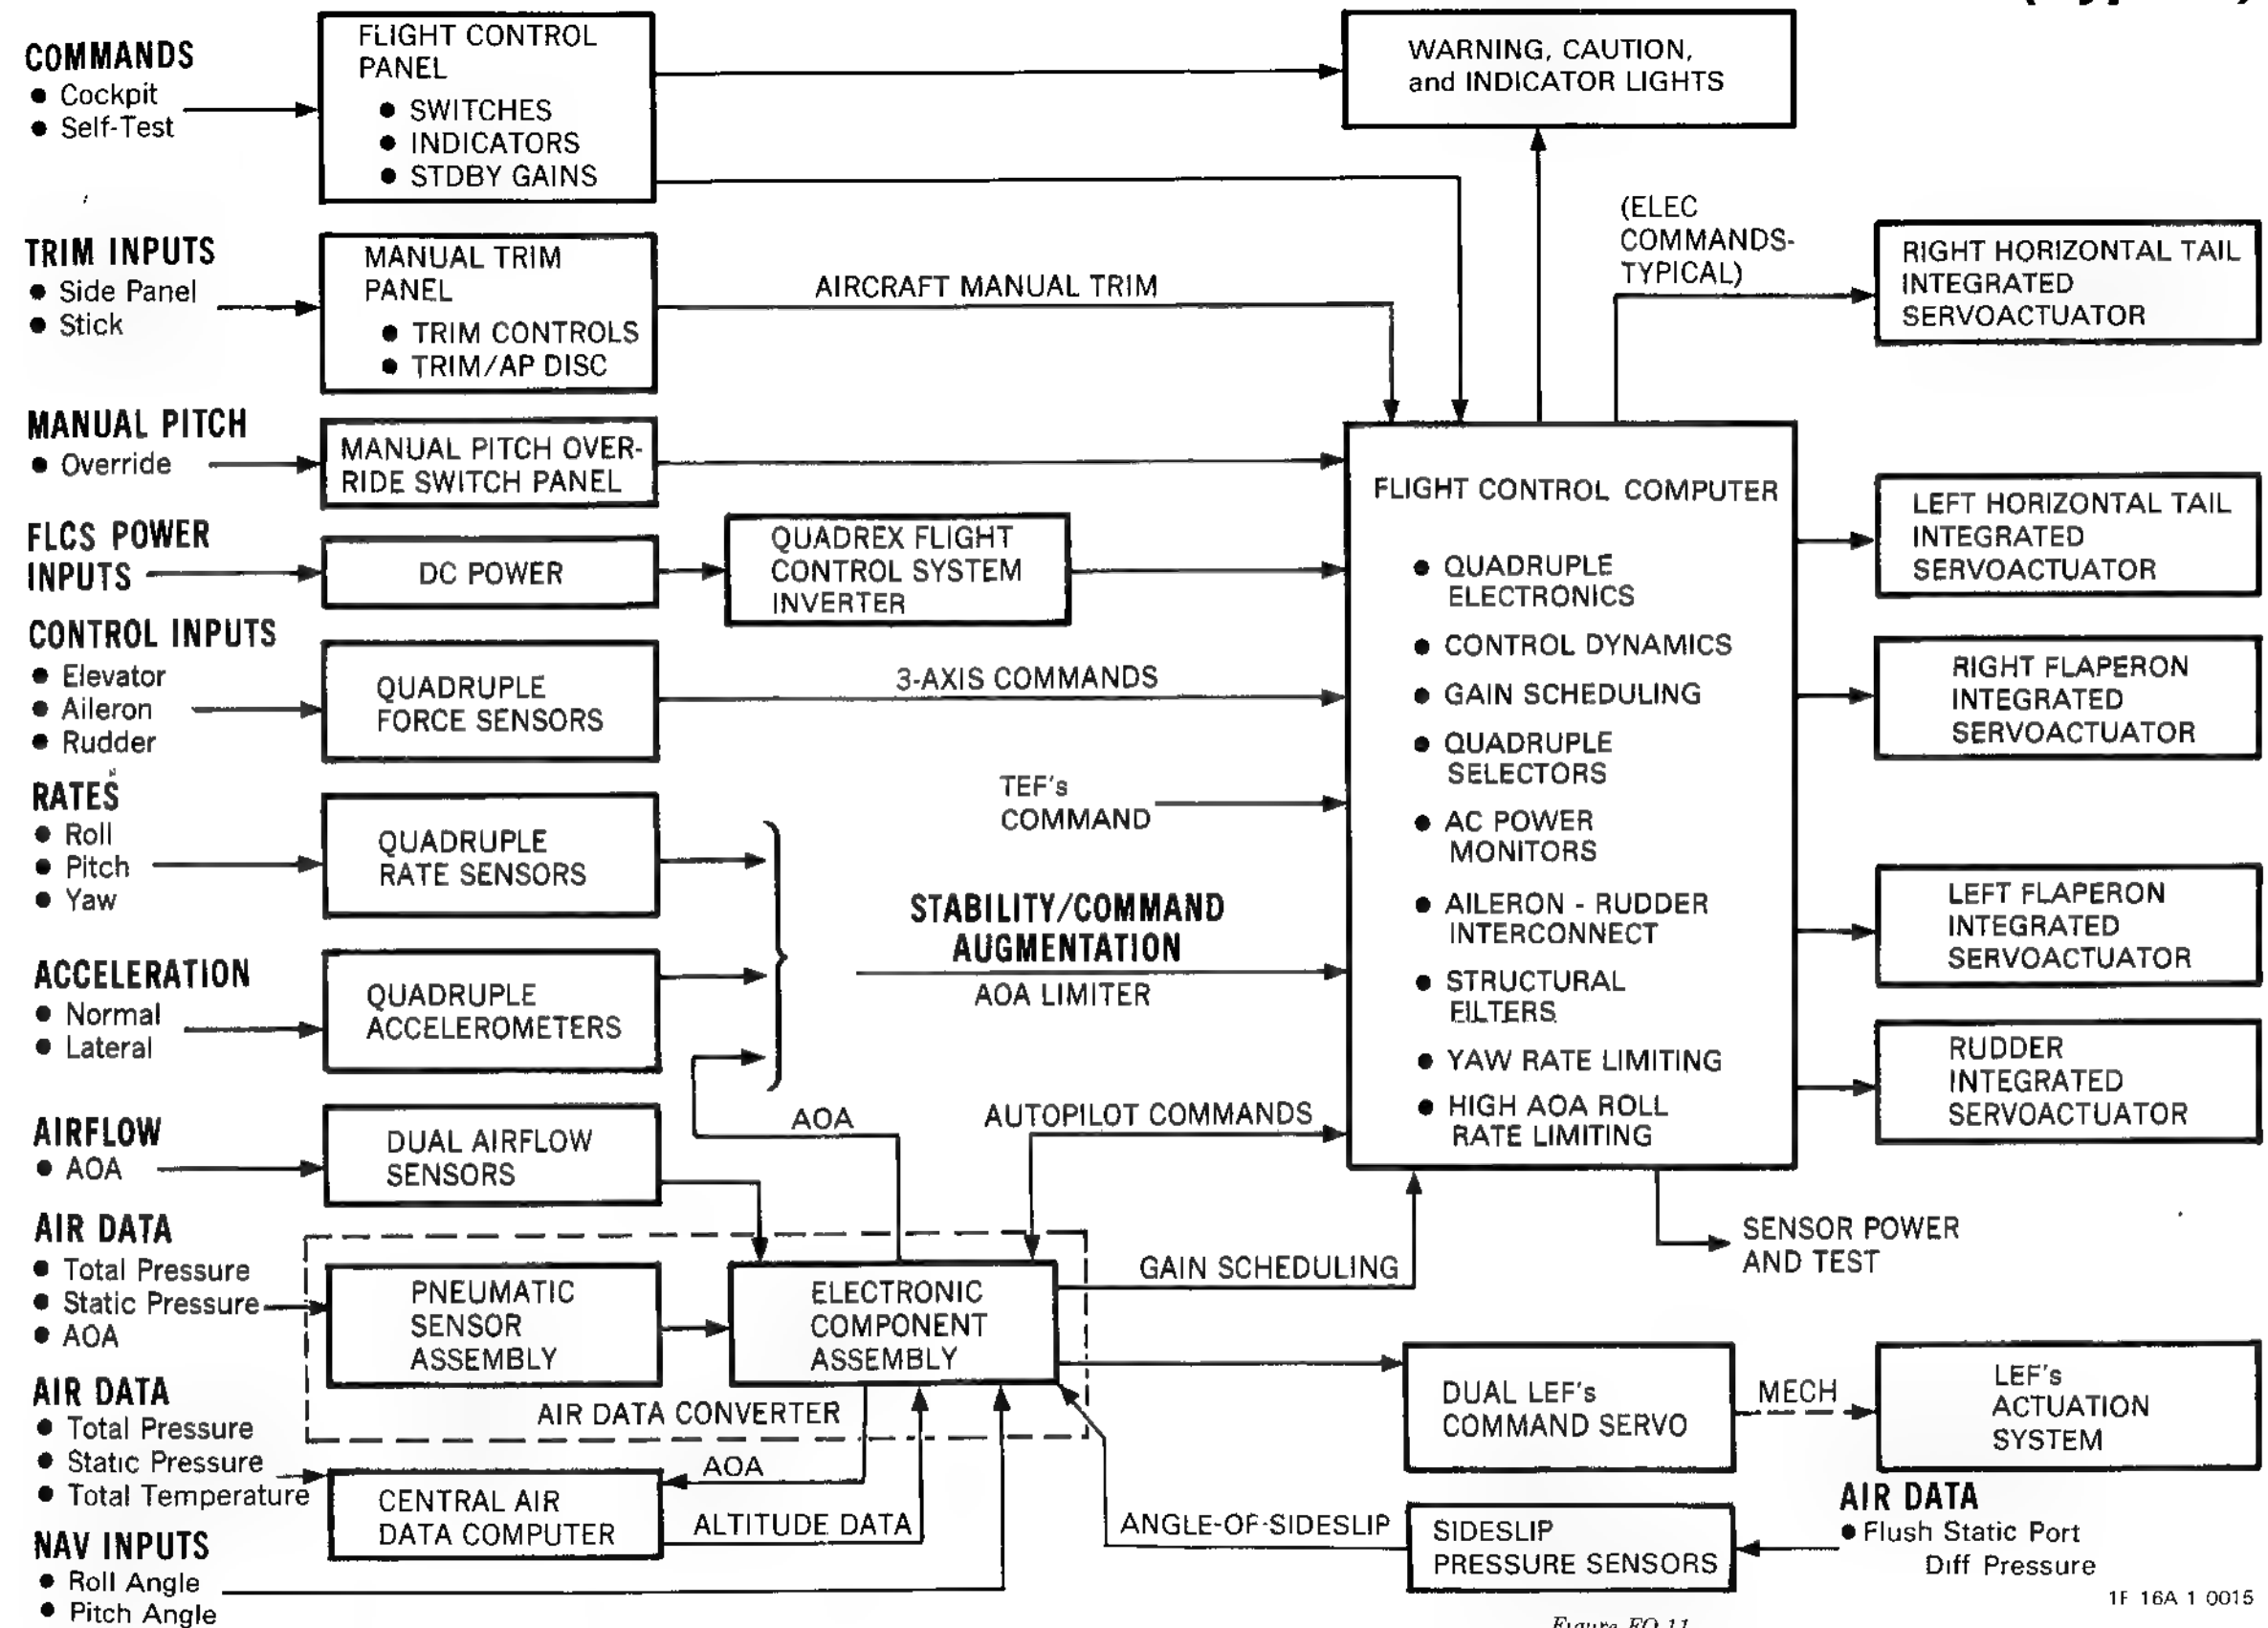 COMMANDS
● Cockpit
● Self-Test
FLIGHT CONTROL
PANEL
● SWITCHES
● INDICATORS
● STDBY GAINS
WARNING, CAUTION,
and INDICATOR LIGHTS
TRIM INPUTS
● Side Panel
● Stick
MANUAL TRIM
PANEL
● TRIM CONTROLS
● TRIM/AP DISC
AIRCRAFT MANUAL TRIM
(ELEC
COMMANDS-
TYPICAL)
RIGHT HORIZONTAL TAIL
INTEGRATED
SERVOACTUATOR
MANUAL PITCH
● Override
MANUAL PITCH OVER-
RIDE SWITCH PANEL
FLCS POWER
INPUTS
DC POWER
QUADREX FLIGHT
CONTROL SYSTEM
INVERTER
CONTROL INPUTS
● Elevator
● Aileron
● Rudder
QUADRUPLE
FORCE SENSORS
3-AXIS COMMANDS
TEF's
COMMAND
RATES
● Roll
● Pitch
● Yaw
QUADRUPLE
RATE SENSORS
STABILITY/COMMAND
AUGMENTATION
AOA LIMITER
ACCELERATION
● Normal
● Lateral
QUADRUPLE
ACCELEROMETERS
FLIGHT CONTROL COMPUTER
● QUADRUPLE
ELECTRONICS
● CONTROL DYNAMICS
● GAIN SCHEDULING
● QUADRUPLE
SELECTORS
● AC POWER
MONITORS
● AILERON - RUDDER
INTERCONNECT
● STRUCTURAL
FILTERS
● YAW RATE LIMITING
● HIGH AOA ROLL
RATE LIMITING
LEFT HORIZONTAL TAIL
INTEGRATED
SERVOACTUATOR
RIGHT FLAPERON
INTEGRATED
SERVOACTUATOR
LEFT FLAPERON
INTEGRATED
SERVOACTUATOR
RUDDER
INTEGRATED
SERVOACTUATOR
AIRFLOW
● AOA
DUAL AIRFLOW
SENSORS
AOA
AUTOPILOT COMMANDS
SENSOR POWER
AND TEST
AIR DATA
● Total Pressure
● Static Pressure
● AOA
PNEUMATIC
SENSOR
ASSEMBLY
ELECTRONIC
COMPONENT
ASSEMBLY
GAIN SCHEDULING
AIR DATA CONVERTER
DUAL LEF's
COMMAND SERVO
MECH
LEF's
ACTUATION
SYSTEM
AIR DATA
● Total Pressure
● Static Pressure
● Total Temperature
CENTRAL AIR
DATA COMPUTER
AOA
ALTITUDE DATA
ANGLE-OF-SIDESLIP
SIDESLIP
PRESSURE SENSORS
AIR DATA
● Flush Static Port
Diff Pressure
NAV INPUTS
● Roll Angle
● Pitch Angle
1F 16A 1 0015